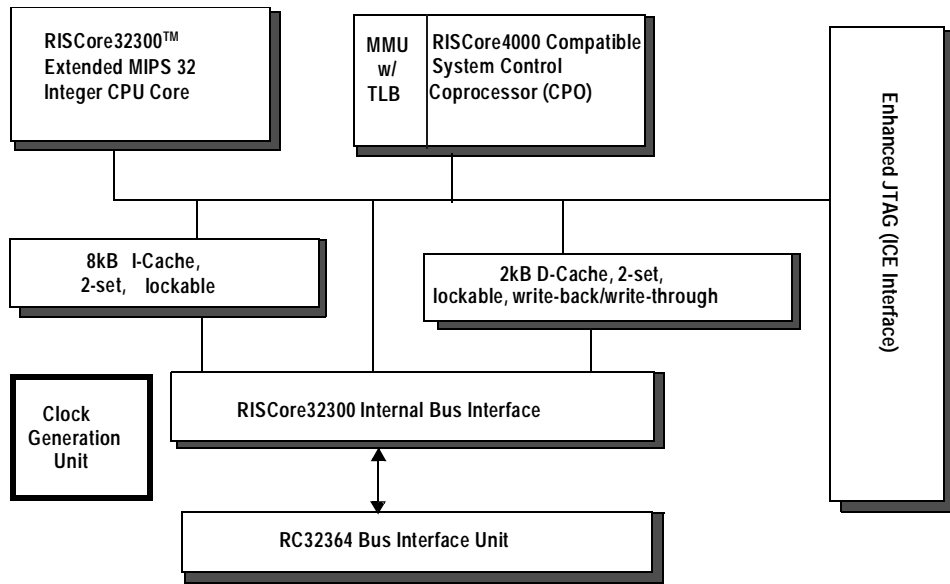 RISCore32300™
Extended MIPS 32
Integer CPU Core
MMU
w/
TLB
RISCore4000 Compatible
System Control
Coprocessor (CPO)
Enhanced JTAG (ICE Interface)
8kB I-Cache,
2-set, lockable
2kB D-Cache, 2-set,
lockable, write-back/write-through
RISCore32300 Internal Bus Interface
Clock
Generation
Unit
RC32364 Bus Interface Unit